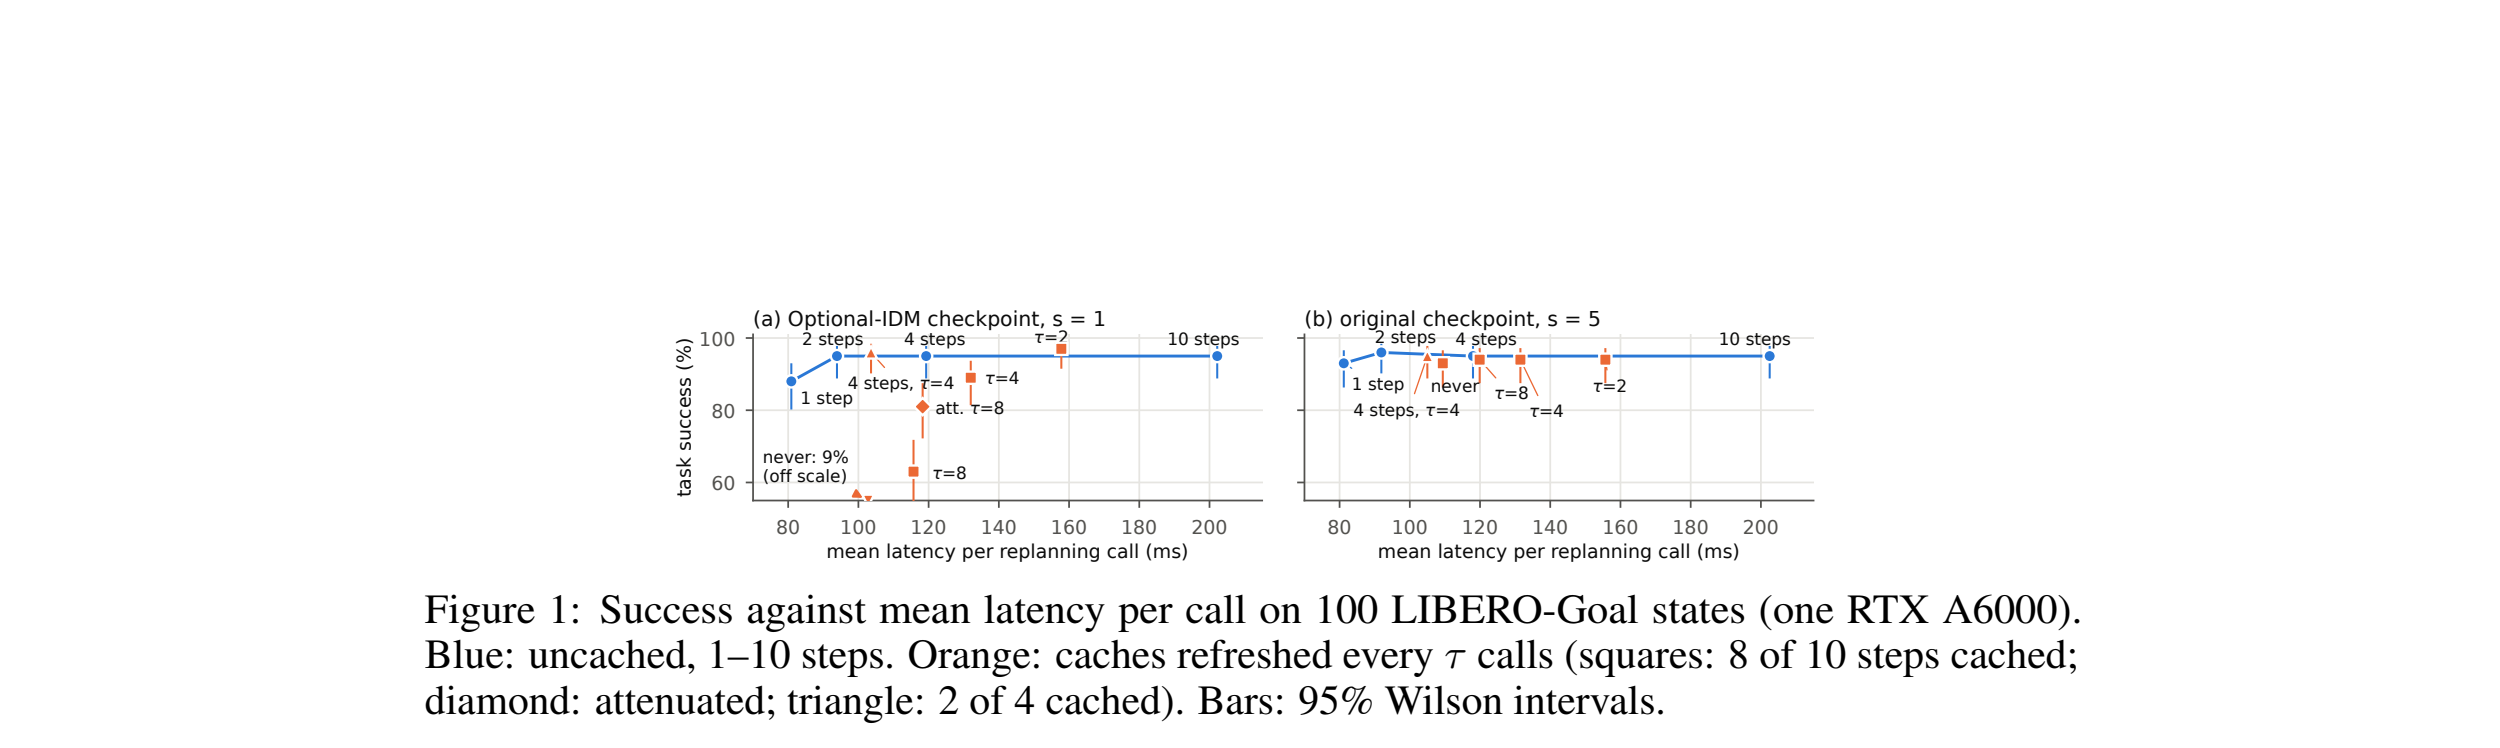 (a) Optional-IDM checkpoint, s = 1
task success (%)
100
80
60
2 steps
4 steps
τ=2
10 steps
4 steps, τ=4
τ=4
1 step
att. τ=8
never: 9%
(off scale)
τ=8
80 100 120 140 160 180 200
mean latency per replanning call (ms)
(b) original checkpoint, s = 5
2 steps
4 steps
10 steps
1 step
never
τ=8
τ=2
4 steps, τ=4
τ=4
80 100 120 140 160 180 200
mean latency per replanning call (ms)
Figure 1: Success against mean latency per call on 100 LIBERO-Goal states (one RTX A6000).
Blue: uncached, 1–10 steps. Orange: caches refreshed every τ calls (squares: 8 of 10 steps cached;
diamond: attenuated; triangle: 2 of 4 cached). Bars: 95% Wilson intervals.